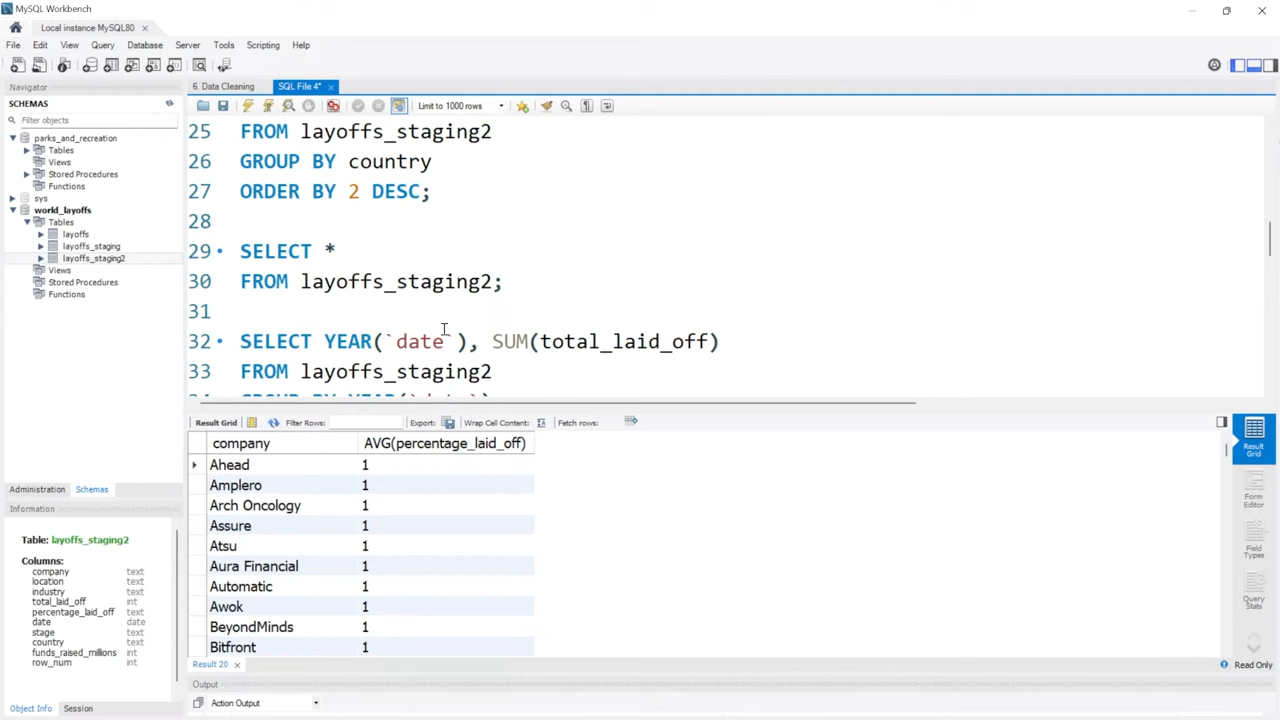 MySQL Workbench
Local instance MySQL80
File Edit View Query Database Server Tools Scripting Help
Navigator
SCHEMAS
Filter objects
parks_and_recreation
Tables
Views
Stored Procedures
Functions
sys
world_layoffs
Tables
layoffs
layoffs_staging
layoffs_staging2
Views
Stored Procedures
Functions
Administration Schemas
Information
Table: layoffs_staging2
Columns:
company text
location text
industry text
total_laid_off int
percentage_laid_off text
date date
stage text
country text
funds_raised_millions int
row_num int
Object Info Session
6. Data Cleaning SQL File 4*
Limit to 1000 rows
25 FROM layoffs_staging2
26 GROUP BY country
27 ORDER BY 2 DESC;
28
29 SELECT *
30 FROM layoffs_staging2;
31
32 SELECT YEAR(`date`), SUM(total_laid_off)
33 FROM layoffs_staging2
Result Grid Filter Rows: Export: Wrap Cell Content: Fetch rows:
company AVG(percentage_laid_off)
Ahead 1
Amplero 1
Arch Oncology 1
Assure 1
Atsu 1
Aura Financial 1
Automatic 1
Awok 1
BeyondMinds 1
Bitfront 1
Result Grid
Form Editor
Field Types
Query Stats
Result 20
Read Only
Output
Action Output